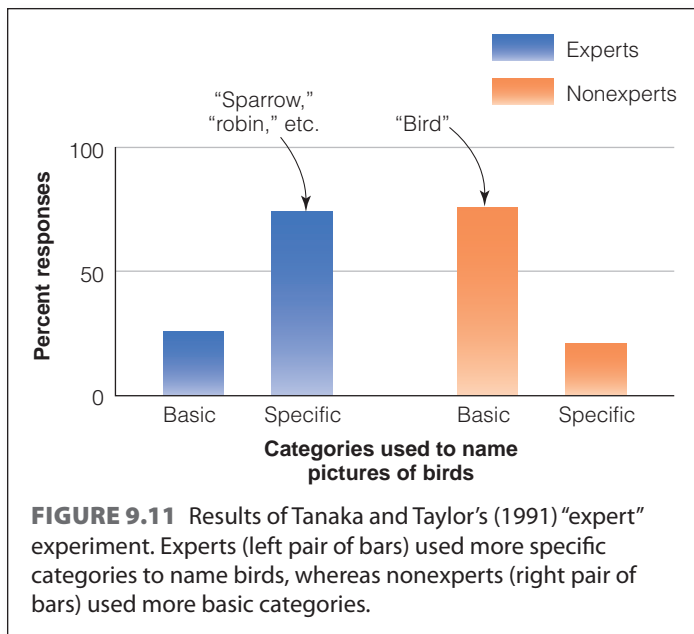 Experts
Nonexperts
“Sparrow,”
“robin,” etc.
“Bird”
100
50
0
Percent responses
Basic Specific Basic Specific
Categories used to name
pictures of birds
FIGURE 9.11 Results of Tanaka and Taylor’s (1991) “expert”
experiment. Experts (left pair of bars) used more specific
categories to name birds, whereas nonexperts (right pair of
bars) used more basic categories.